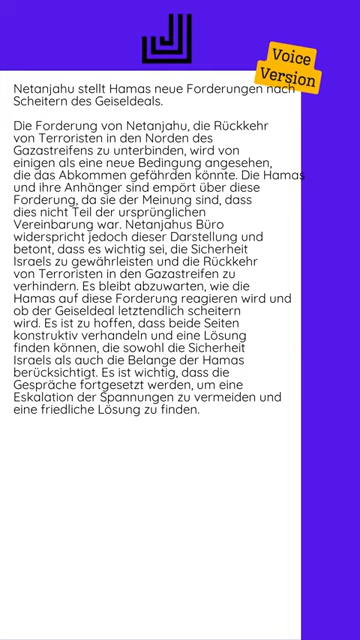 Voice
Version
Netanjahu stellt Hamas neue Forderungen nach
Scheitern des Geiseldeals.
Die Forderung von Netanjahu, die Rückkehr
von Terroristen in den Norden des
Gazastreifens zu unterbinden, wird von
einigen als eine neue Bedingung angesehen,
die das Abkommen gefährden könnte. Die Hamas
und ihre Anhänger sind empört über diese
Forderung, da sie der Meinung sind, dass
dies nicht Teil der ursprünglichen
Vereinbarung war. Netanjahus Büro
widerspricht jedoch dieser Darstellung und
betont, dass es wichtig sei, die Sicherheit
Israels zu gewährleisten und die Rückkehr
von Terroristen in den Gazastreifen zu
verhindern. Es bleibt abzuwarten, wie die
Hamas auf diese Forderung reagieren wird und
ob der Geiseldeal letztendlich scheitern
wird. Es ist zu hoffen, dass beide Seiten
konstruktiv verhandeln und eine Lösung
finden können, die sowohl die Sicherheit
Israels als auch die Belange der Hamas
berücksichtigt. Es ist wichtig, dass die
Gespräche fortgesetzt werden, um eine
Eskalation der Spannungen zu vermeiden und
eine friedliche Lösung zu finden.